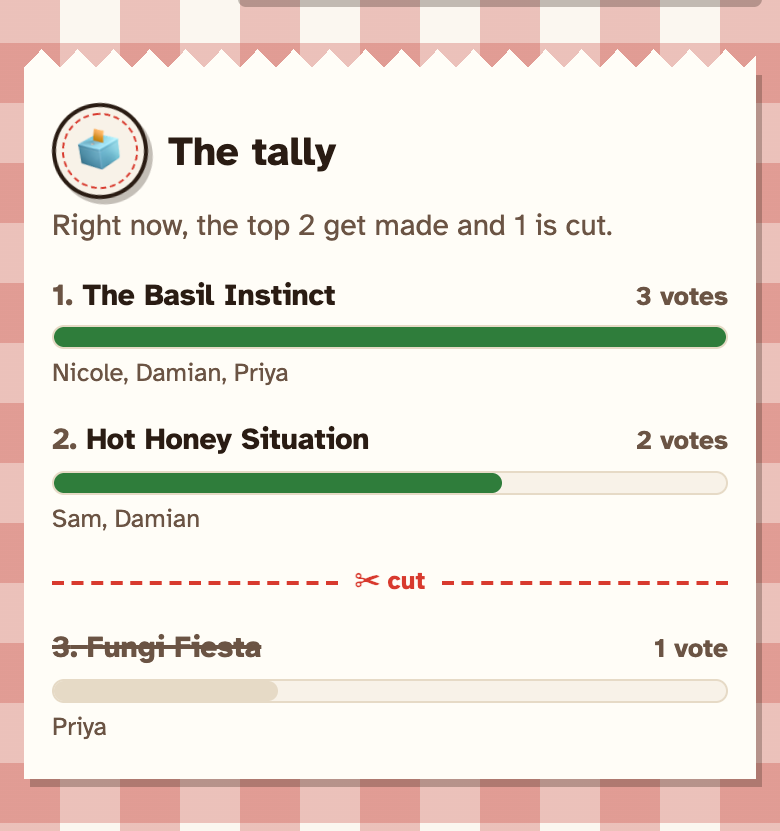 The tally
Right now, the top 2 get made and 1 is cut.
1. The Basil Instinct 3 votes
Nicole, Damian, Priya
2. Hot Honey Situation 2 votes
Sam, Damian
✂ cut
3. Fungi Fiesta 1 vote
Priya